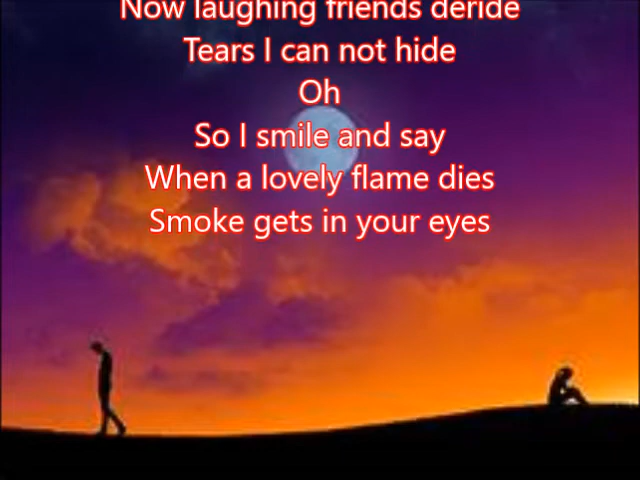 Now laughing friends deride
Tears I can not hide
Oh
So I smile and say
When a lovely flame dies
Smoke gets in your eyes